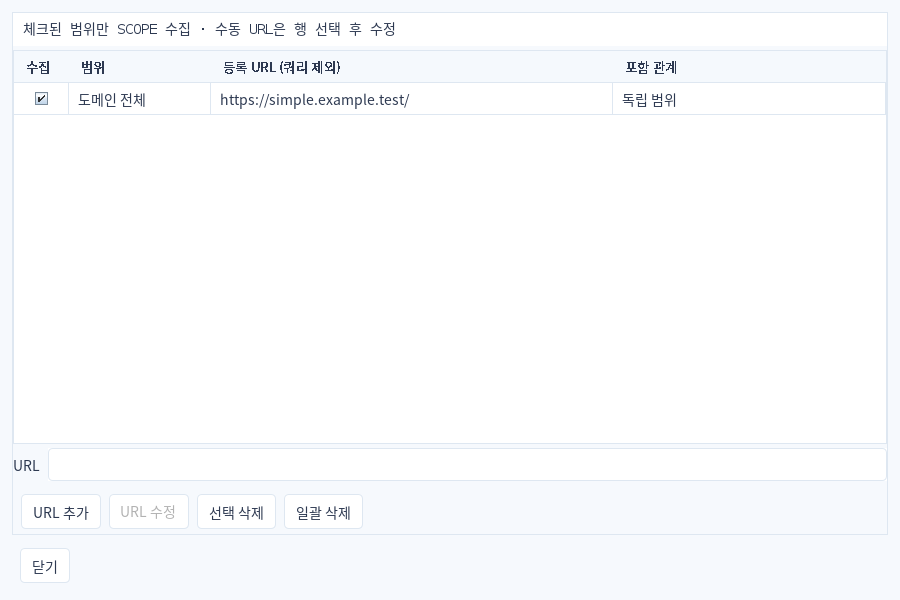 체크된 범위만 SCOPE 수집 · 수동 URL은 행 선택 후 수정
수집 범위 등록 URL (쿼리 제외) 포함 관계
도메인 전체 https://simple.example.test/ 독립 범위
URL
URL 추가 URL 수정 선택 삭제 일괄 삭제
닫기